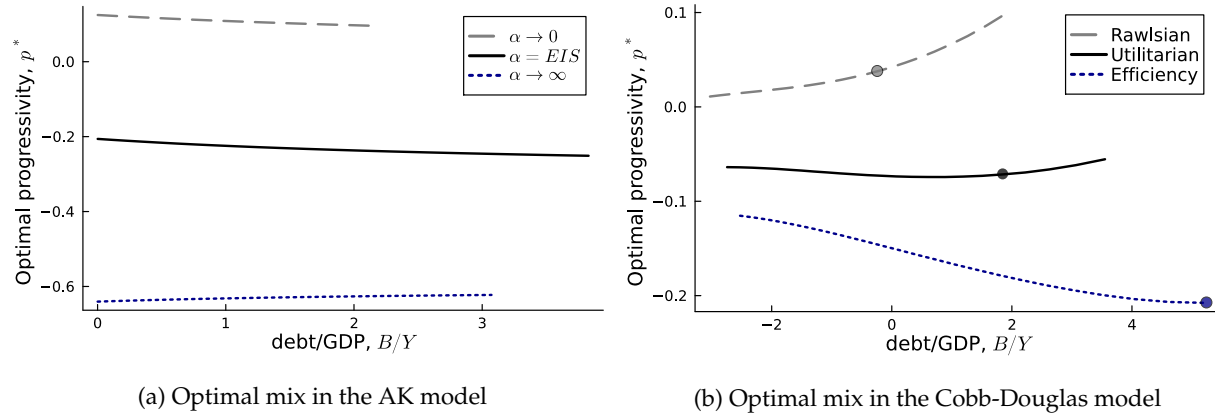 Optimal progressivity, p*
0.0
−0.2
−0.4
−0.6
α → 0
α = EIS
α → ∞
0
1
2
3
debt/GDP, B/Y
(a) Optimal mix in the AK model
Optimal progressivity, p*
0.1
0.0
−0.1
−0.2
Rawlsian
Utilitarian
Efficiency
−2
0
2
4
debt/GDP, B/Y
(b) Optimal mix in the Cobb-Douglas model